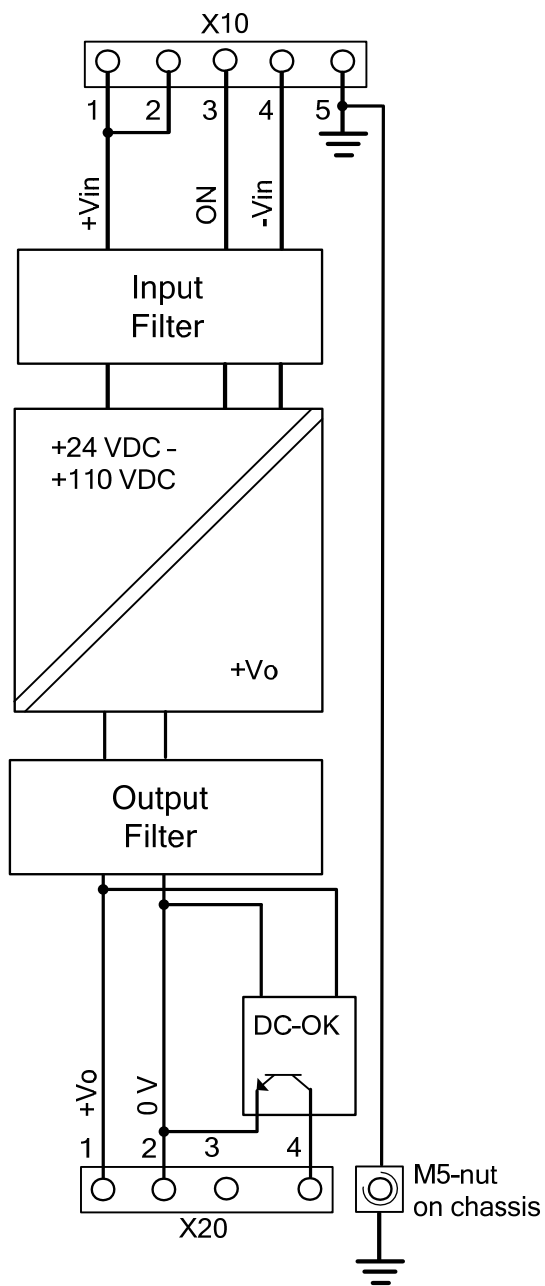 X10
1 2 3 4 5
+Vin ON -Vin
Input
Filter
+24 VDC -
+110 VDC
+Vo
Output
Filter
DC-OK
+Vo 0 V
1 2 3 4
X20
M5-nut
on chassis